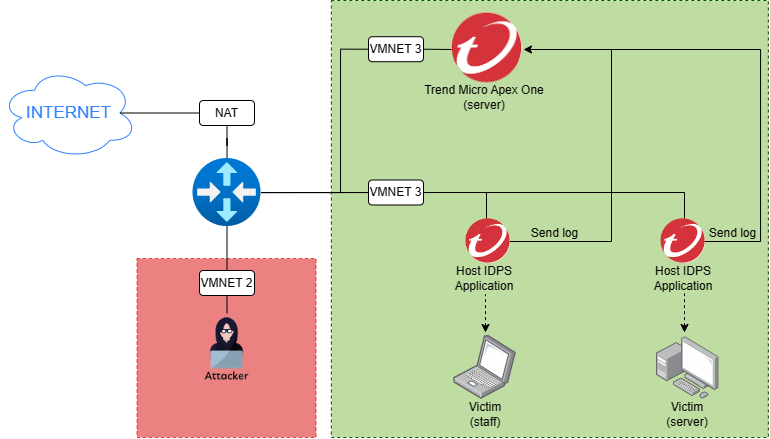 VMNET 3
Trend Micro Apex One
(server)
INTERNET
NAT
VMNET 3
Send log
Send log
Host IDPS
Application
Host IDPS
Application
VMNET 2
Attacker
Victim
(staff)
Victim
(server)